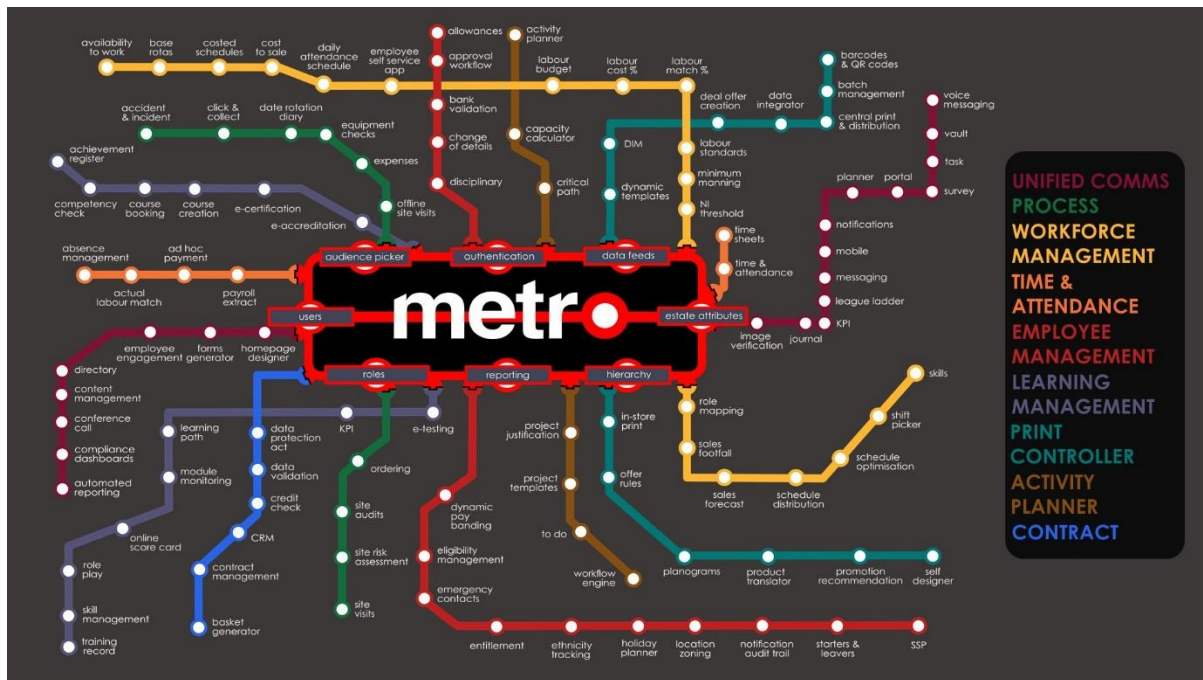 availability
to work
base
rotas
costed
schedules
cost
to sale
daily
attendance
schedule
employee
self service
app
labour
budget
labour
cost %
labour
match %
labour
standards
minimum
manning
NI
threshold
allowances
approval
workflow
bank
validation
change
of details
disciplinary
activity
planner
capacity
calculator
critical
path
barcodes
& QR codes
batch
management
central print
& distribution
data
integrator
deal offer
creation
DIM
dynamic
templates
voice
messaging
vault
task
survey
portal
planner
notifications
mobile
messaging
league ladder
KPI
journal
image
verification
accident
& incident
click &
collect
date rotation
diary
equipment
checks
expenses
offline
site visits
achievement
register
competency
check
course
booking
course
creation
e-certification
e-accreditation
time
sheets
time &
attendance
absence
management
actual
labour match
ad hoc
payment
payroll
extract
audience picker
authentication
data feeds
users
metro
estate attributes
roles
reporting
hierarchy
employee
engagement
forms
generator
homepage
designer
directory
content
management
conference
call
compliance
dashboards
automated
reporting
data
protection
act
data
validation
credit
check
CRM
contract
management
basket
generator
e-testing
KPI
learning
path
module
monitoring
online
score card
role
play
skill
management
training
record
ordering
site
audits
site risk
assessment
site
visits
dynamic
pay
banding
eligibility
management
emergency
contacts
entitlement
ethnicity
tracking
holiday
planner
location
zoning
notification
audit trail
starters &
leavers
SSP
project
justification
project
templates
to do
workflow
engine
in-store
print
offer
rules
planograms
product
translator
promotion
recommendation
self
designer
role
mapping
sales
footfall
sales
forecast
schedule
distribution
schedule
optimisation
shift
picker
skills
UNIFIED COMMS
PROCESS
WORKFORCE
MANAGEMENT
TIME &
ATTENDANCE
EMPLOYEE
MANAGEMENT
LEARNING
MANAGEMENT
PRINT
CONTROLLER
ACTIVITY
PLANNER
CONTRACT